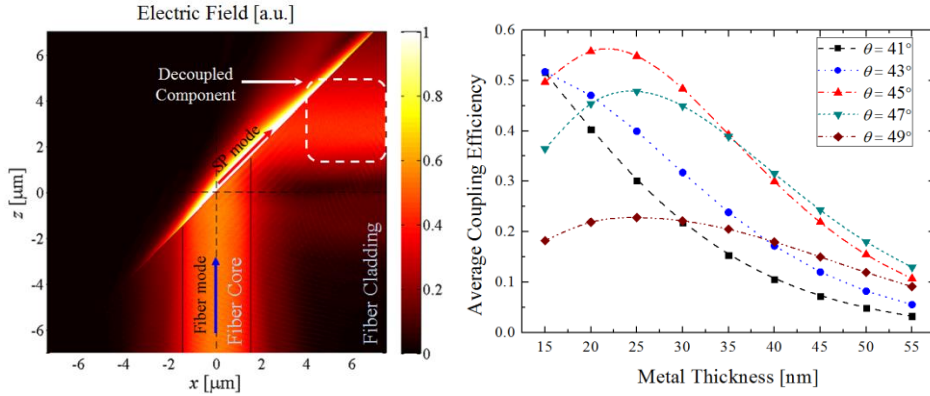 Electric Field [a.u.]
6
4
2
0
-2
-4
-6
z [μm]
-6 -4 -2 0 2 4 6
x [μm]
Decoupled
Component
SP mode
Fiber mode
Fiber Core
Fiber Cladding
1
0.8
0.6
0.4
0.2
0
Average Coupling Efficiency
0.6
0.5
0.4
0.3
0.2
0.1
0.0
15 20 25 30 35 40 45 50 55
Metal Thickness [nm]
θ = 41°
θ = 43°
θ = 45°
θ = 47°
θ = 49°